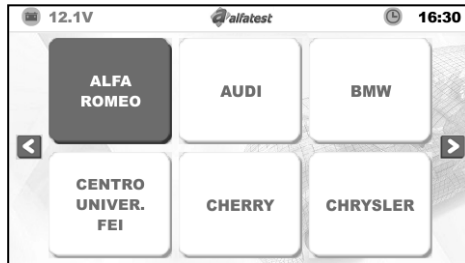 12.1V alfatest 16:30
ALFA
ROMEO
AUDI
BMW
CENTRO
UNIVER.
FEI
CHERRY
CHRYSLER